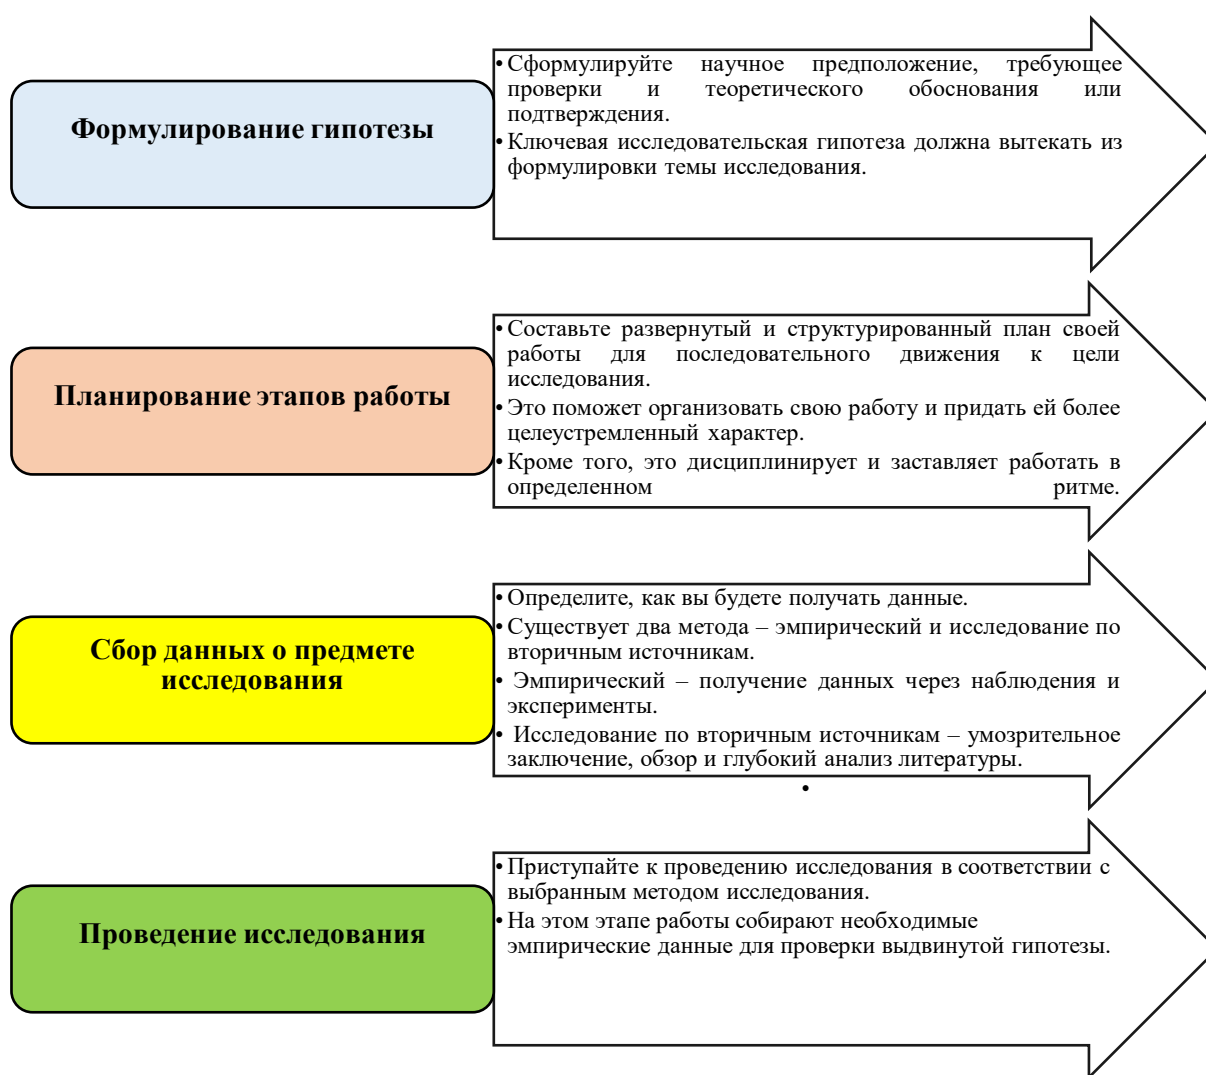 Формулирование гипотезы
• Сформулируйте научное предположение, требующее
проверки и теоретического обоснования или
подтверждения.
• Ключевая исследовательская гипотеза должна вытекать из
формулировки темы исследования.
Планирование этапов работы
• Составьте развернутый и структурированный план своей
работы для последовательного движения к цели
исследования.
• Это поможет организовать свою работу и придать ей более
целеустремленный характер.
• Кроме того, это дисциплинирует и заставляет работать в
определенном ритме.
Сбор данных о предмете
исследования
• Определите, как вы будете получать данные.
• Существует два метода – эмпирический и исследование по
вторичным источникам.
• Эмпирический – получение данных через наблюдения и
эксперименты.
• Исследование по вторичным источникам – умозрительное
заключение, обзор и глубокий анализ литературы.
•
Проведение исследования
• Приступайте к проведению исследования в соответствии с
выбранным методом исследования.
• На этом этапе работы собирают необходимые
эмпирические данные для проверки выдвинутой гипотезы.